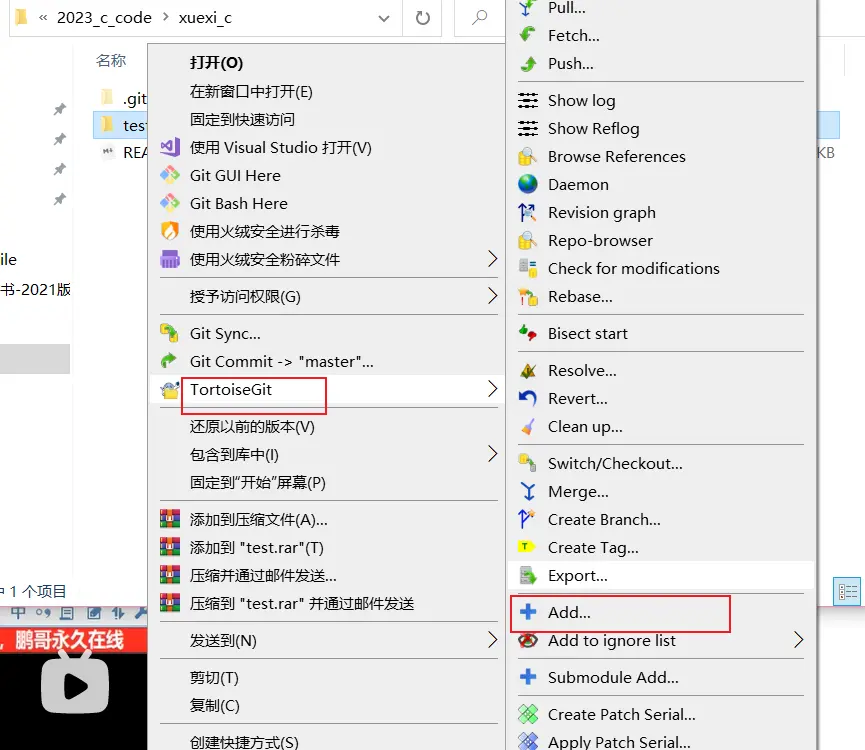 « 2023_c_code > xuexi_c
名称
.git
test
REA
KB
ile
书-2021版
1 个项目
，鹏哥永久在线
打开(O)
在新窗口中打开(E)
固定到快速访问
使用 Visual Studio 打开(V)
Git GUI Here
Git Bash Here
使用火绒安全进行杀毒
使用火绒安全粉碎文件
授予访问权限(G)
Git Sync...
Git Commit -> "master"...
TortoiseGit
还原以前的版本(V)
包含到库中(I)
固定到"开始"屏幕(P)
添加到压缩文件(A)...
添加到 "test.rar"(T)
压缩并通过邮件发送...
压缩到 "test.rar" 并通过邮件发送
发送到(N)
剪切(T)
复制(C)
创建快捷方式(S)
Pull...
Fetch...
Push...
Show log
Show Reflog
Browse References
Daemon
Revision graph
Repo-browser
Check for modifications
Rebase...
Bisect start
Resolve...
Revert...
Clean up...
Switch/Checkout...
Merge...
Create Branch...
Create Tag...
Export...
Add...
Add to ignore list
Submodule Add...
Create Patch Serial...
Apply Patch Serial...